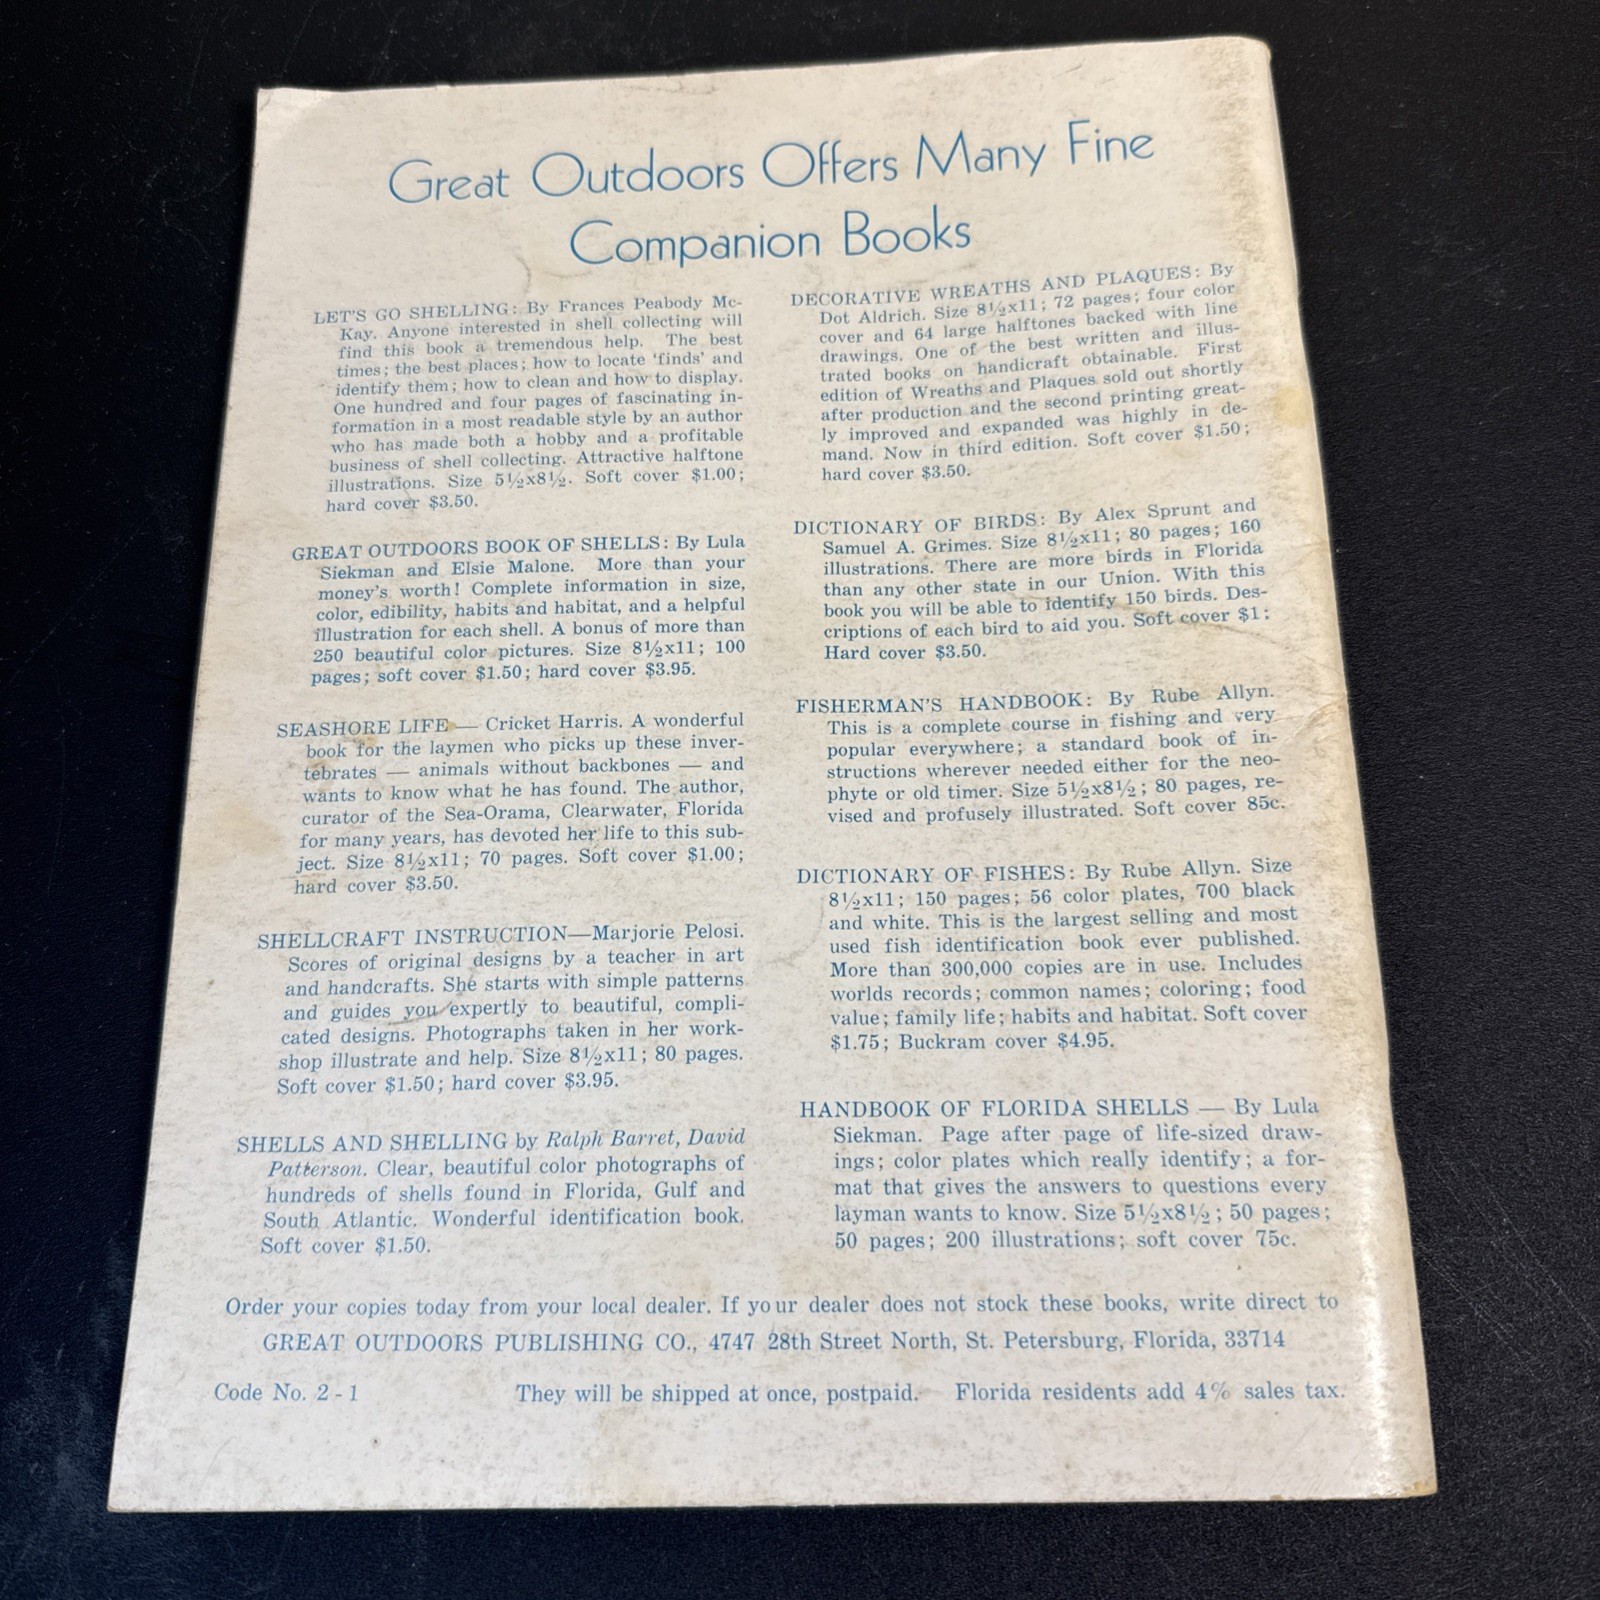 Great Outdoors Offers Many Fine
Companion Books
LET'S GO SHELLING: By Frances Peabody Mc-
Kay. Anyone interested in shell collecting will
find this book a tremendous help. The best
times; the best places; how to locate 'finds' and
identify them; how to clean and how to display.
One hundred and four pages of fascinating in-
formation in a most readable style by an author
who has made both a hobby and a profitable
business of shell collecting. Attractive halftone
illustrations. Size 5½x8½. Soft cover $1.00;
hard cover $3.50.
GREAT OUTDOORS BOOK OF SHELLS: By Lula
Siekman and Elsie Malone. More than your
money's worth! Complete information in size,
color, edibility, habits and habitat, and a helpful
illustration for each shell. A bonus of more than
250 beautiful color pictures. Size 8½x11; 100
pages; soft cover $1.50; hard cover $3.95.
SEASHORE LIFE — Cricket Harris. A wonderful
book for the laymen who picks up these inver-
tebrates — animals without backbones — and
wants to know what he has found. The author,
curator of the Sea-Orama, Clearwater, Florida
for many years, has devoted her life to this sub-
ject. Size 8½x11; 70 pages. Soft cover $1.00;
hard cover $3.50.
SHELLCRAFT INSTRUCTION—Marjorie Pelosi.
Scores of original designs by a teacher in art
and handcrafts. She starts with simple patterns
and guides you expertly to beautiful, compli-
cated designs. Photographs taken in her work-
shop illustrate and help. Size 8½x11; 80 pages.
Soft cover $1.50; hard cover $3.95.
SHELLS AND SHELLING by Ralph Barret, David
Patterson. Clear, beautiful color photographs of
hundreds of shells found in Florida, Gulf and
South Atlantic. Wonderful identification book.
Soft cover $1.50.
DECORATIVE WREATHS AND PLAQUES: By
Dot Aldrich. Size 8½x11; 72 pages; four color
cover and 64 large halftones backed with line
drawings. One of the best written and illus-
trated books on handicraft obtainable. First
edition of Wreaths and Plaques sold out shortly
after production and the second printing great-
ly improved and expanded was highly in de-
mand. Now in third edition. Soft cover $1.50;
hard cover $3.50.
DICTIONARY OF BIRDS: By Alex Sprunt and
Samuel A. Grimes. Size 8½x11; 80 pages; 160
illustrations. There are more birds in Florida
than any other state in our Union. With this
book you will be able to identify 150 birds. Des-
criptions of each bird to aid you. Soft cover $1:
Hard cover $3.50.
FISHERMAN'S HANDBOOK: By Rube Allyn.
This is a complete course in fishing and very
popular everywhere; a standard book of in-
structions wherever needed either for the neo-
phyte or old timer. Size 5½x8½; 80 pages, re-
vised and profusely illustrated. Soft cover 85c.
DICTIONARY OF FISHES: By Rube Allyn. Size
8½x11; 150 pages; 56 color plates, 700 black
and white. This is the largest selling and most
used fish identification book ever published.
More than 300,000 copies are in use. Includes
worlds records; common names; coloring; food
value; family life; habits and habitat. Soft cover
$1.75; Buckram cover $4.95.
HANDBOOK OF FLORIDA SHELLS — By Lula
Siekman. Page after page of life-sized draw-
ings; color plates which really identify; a for-
mat that gives the answers to questions every
layman wants to know. Size 5½x8½; 50 pages;
50 pages; 200 illustrations; soft cover 75c.
Order your copies today from your local dealer. If your dealer does not stock these books, write direct to
GREAT OUTDOORS PUBLISHING CO., 4747 28th Street North, St. Petersburg, Florida, 33714
Code No. 2 - 1 They will be shipped at once, postpaid. Florida residents add 4% sales tax.